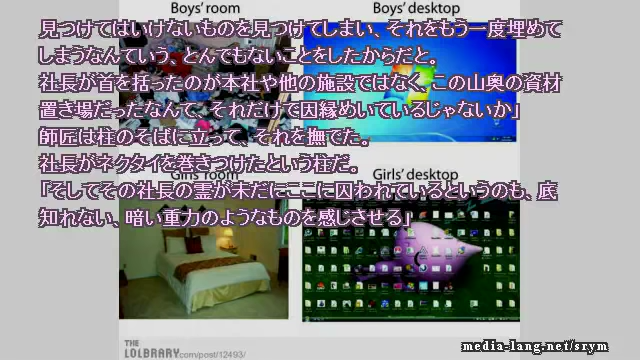 Boys' room
Boys' desktop
見つけてはいけないものを見つけてしまい、それをもう一度埋めて
しまうなんていう、とんでもないことをしたからだと。
社長が首を括ったのが本社や他の施設ではなく、この山奥の資材
置き場だったなんて、それだけで因縁めいているじゃないか」
師匠は柱のそばに立って、それを撫でた。
社長がネクタイを巻きつけたという柱だ。
Girls' room
Girls' desktop
「そしてその社長の霊が未だにここに囚われているというのも、底
知れない、暗い重力のようなものを感じさせる」
THE
LOLBRARY.com/post/12493/
media-lang.net/srym